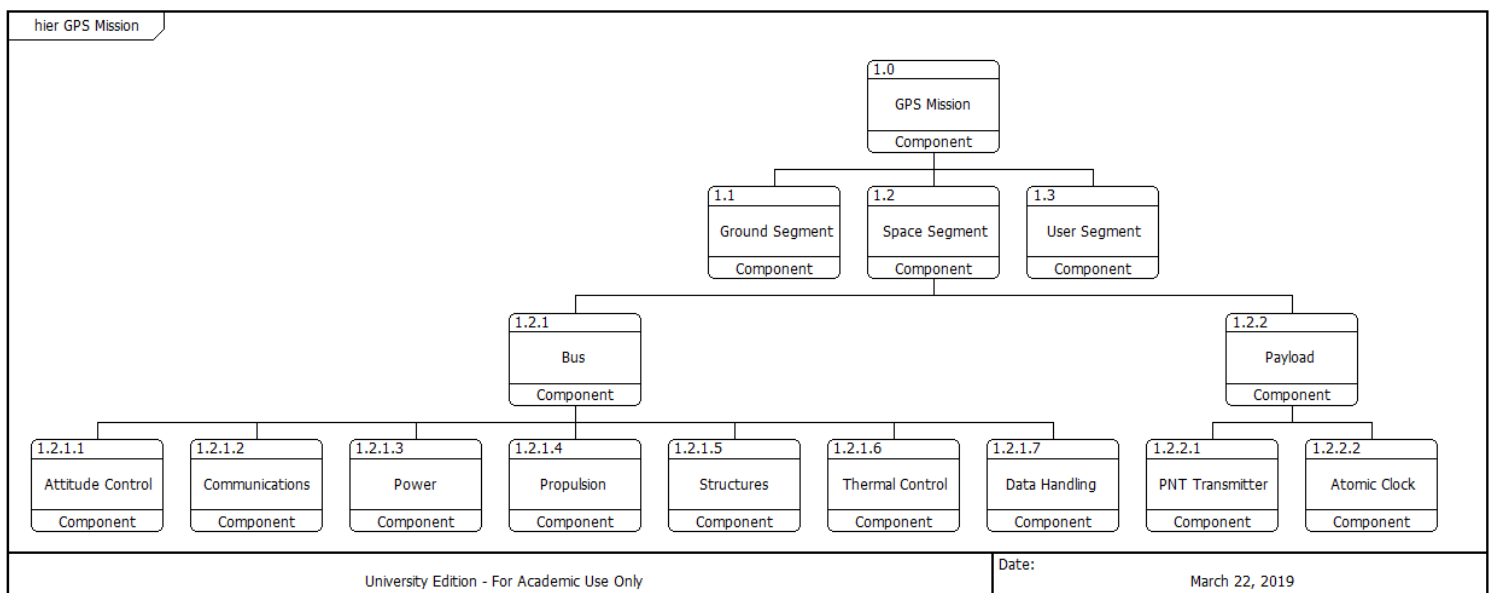 hier GPS Mission
1.0
GPS Mission
Component
1.1
Ground Segment
Component
1.2
Space Segment
Component
1.3
User Segment
Component
1.2.1
Bus
Component
1.2.2
Payload
Component
1.2.1.1
Attitude Control
Component
1.2.1.2
Communications
Component
1.2.1.3
Power
Component
1.2.1.4
Propulsion
Component
1.2.1.5
Structures
Component
1.2.1.6
Thermal Control
Component
1.2.1.7
Data Handling
Component
1.2.2.1
PNT Transmitter
Component
1.2.2.2
Atomic Clock
Component
University Edition - For Academic Use Only
Date:
March 22, 2019